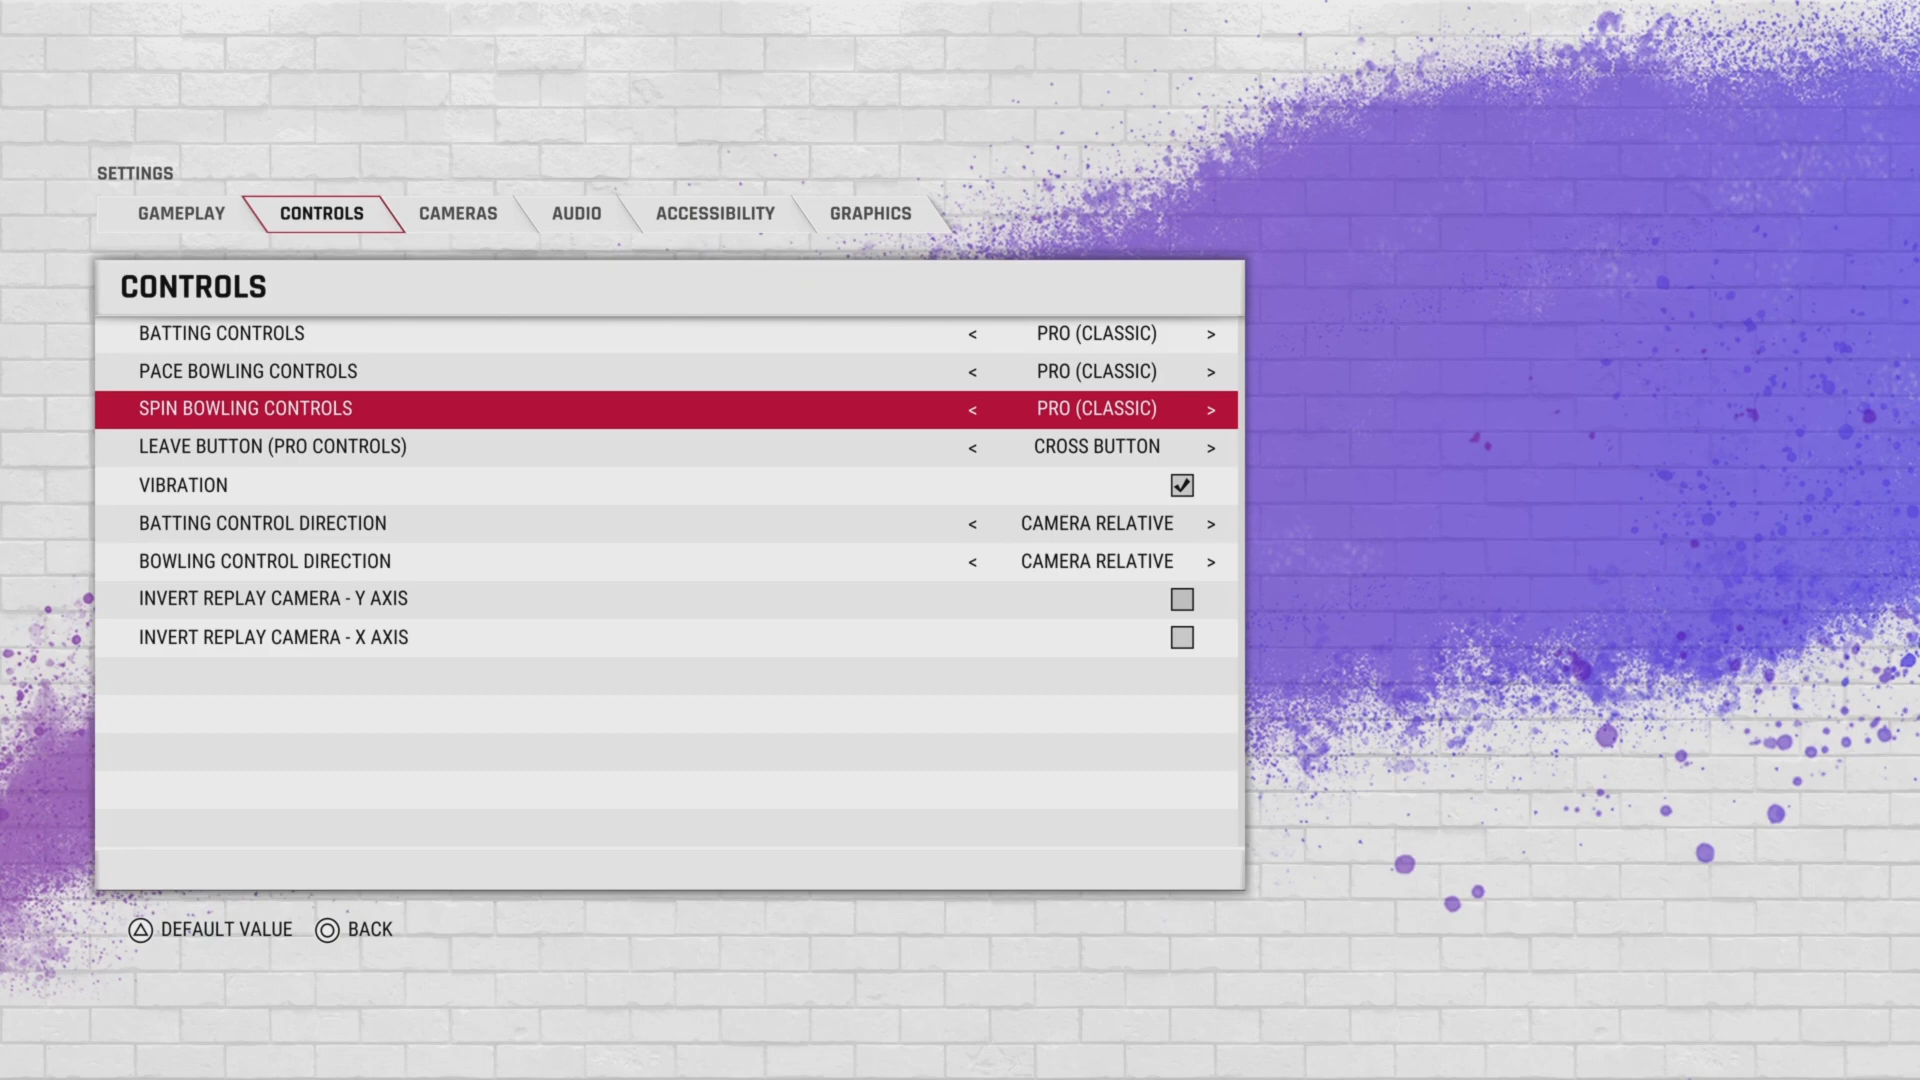 SETTINGS
GAMEPLAY CONTROLS CAMERAS AUDIO ACCESSIBILITY GRAPHICS
CONTROLS
BATTING CONTROLS < PRO (CLASSIC) >
PACE BOWLING CONTROLS < PRO (CLASSIC) >
SPIN BOWLING CONTROLS < PRO (CLASSIC) >
LEAVE BUTTON (PRO CONTROLS) < CROSS BUTTON >
VIBRATION
BATTING CONTROL DIRECTION < CAMERA RELATIVE >
BOWLING CONTROL DIRECTION < CAMERA RELATIVE >
INVERT REPLAY CAMERA - Y AXIS
INVERT REPLAY CAMERA - X AXIS
DEFAULT VALUE BACK